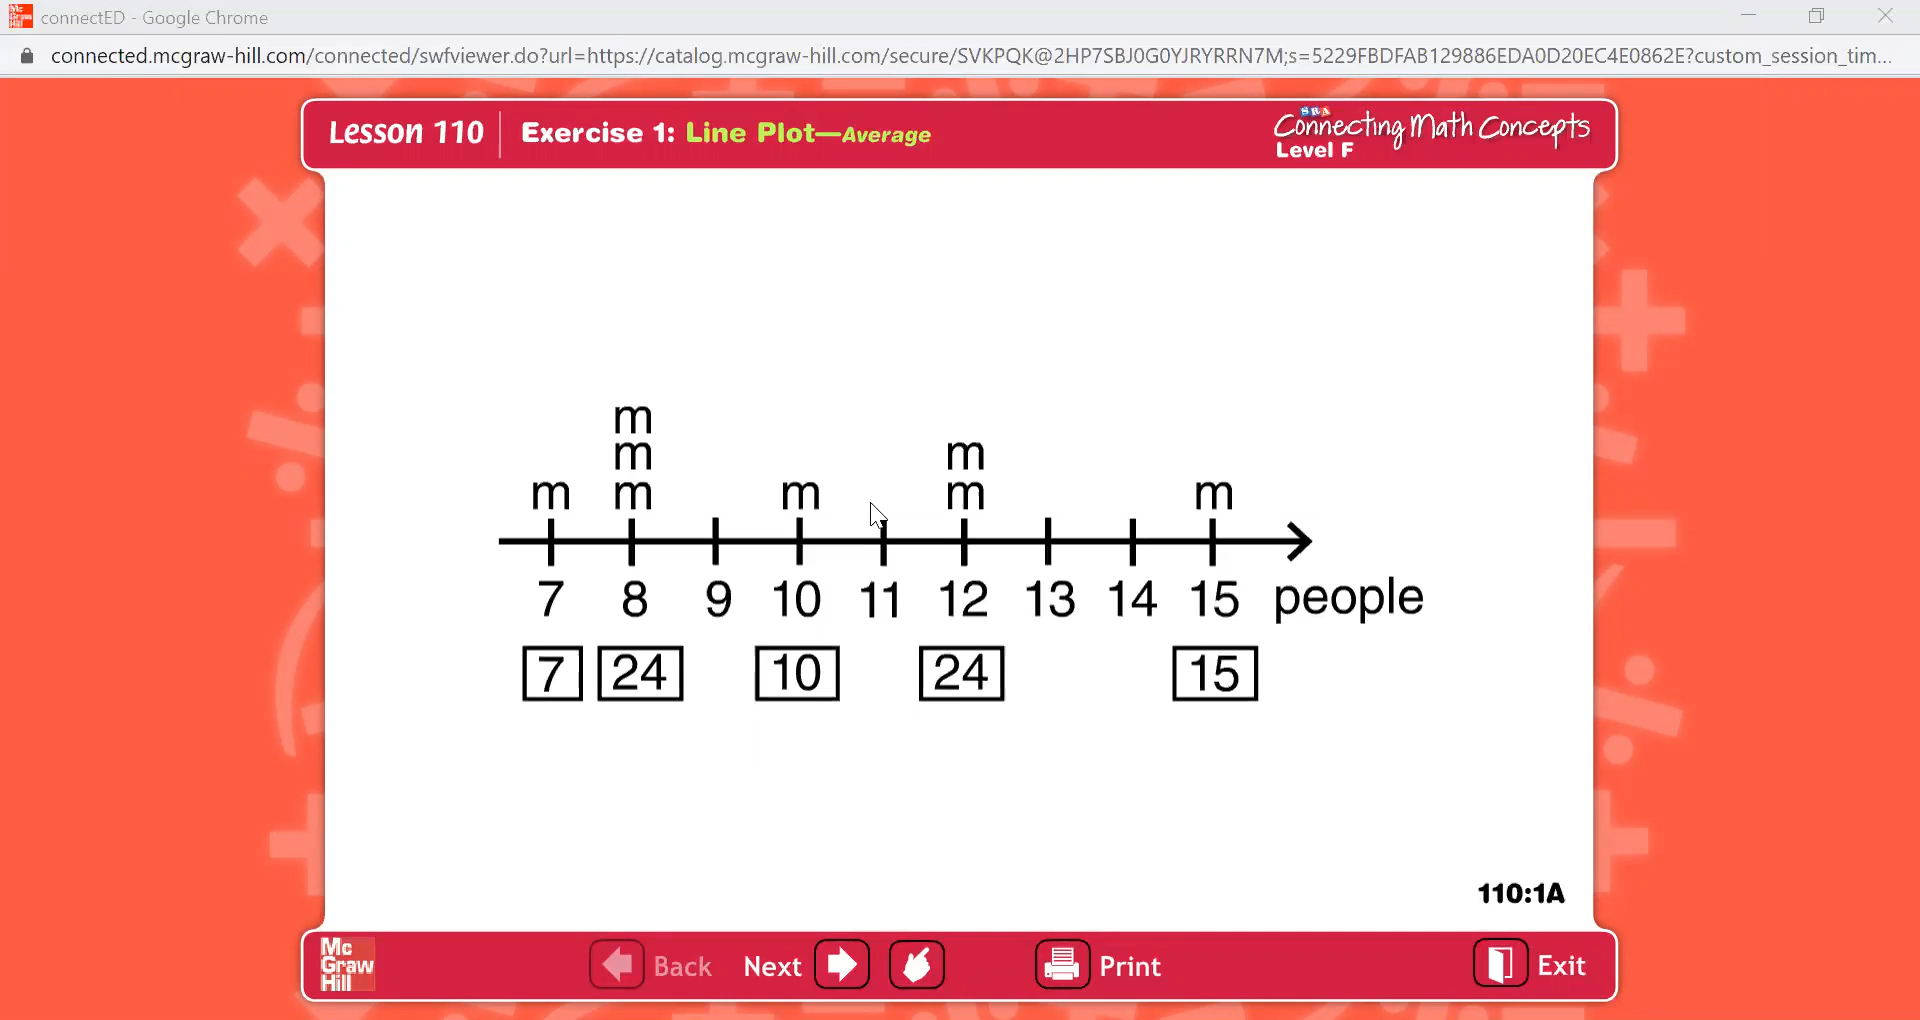 connectED - Google Chrome
connected.mcgraw-hill.com/connected/swfviewer.do?url=https://catalog.mcgraw-hill.com/secure/SVKPQK@2HP7SBJ0G0YJRYRRN7M;s=5229FBDFAB129886EDA0D20EC4E0862E?custom_session_tim...
Lesson 110 Exercise 1: Line Plot—Average
SRA
Connecting Math Concepts
Level F
m
m m
m m m m m
7 8 9 10 11 12 13 14 15 people
7 24 10 24 15
110:1A
Mc
Graw
Hill
Back Next Print Exit